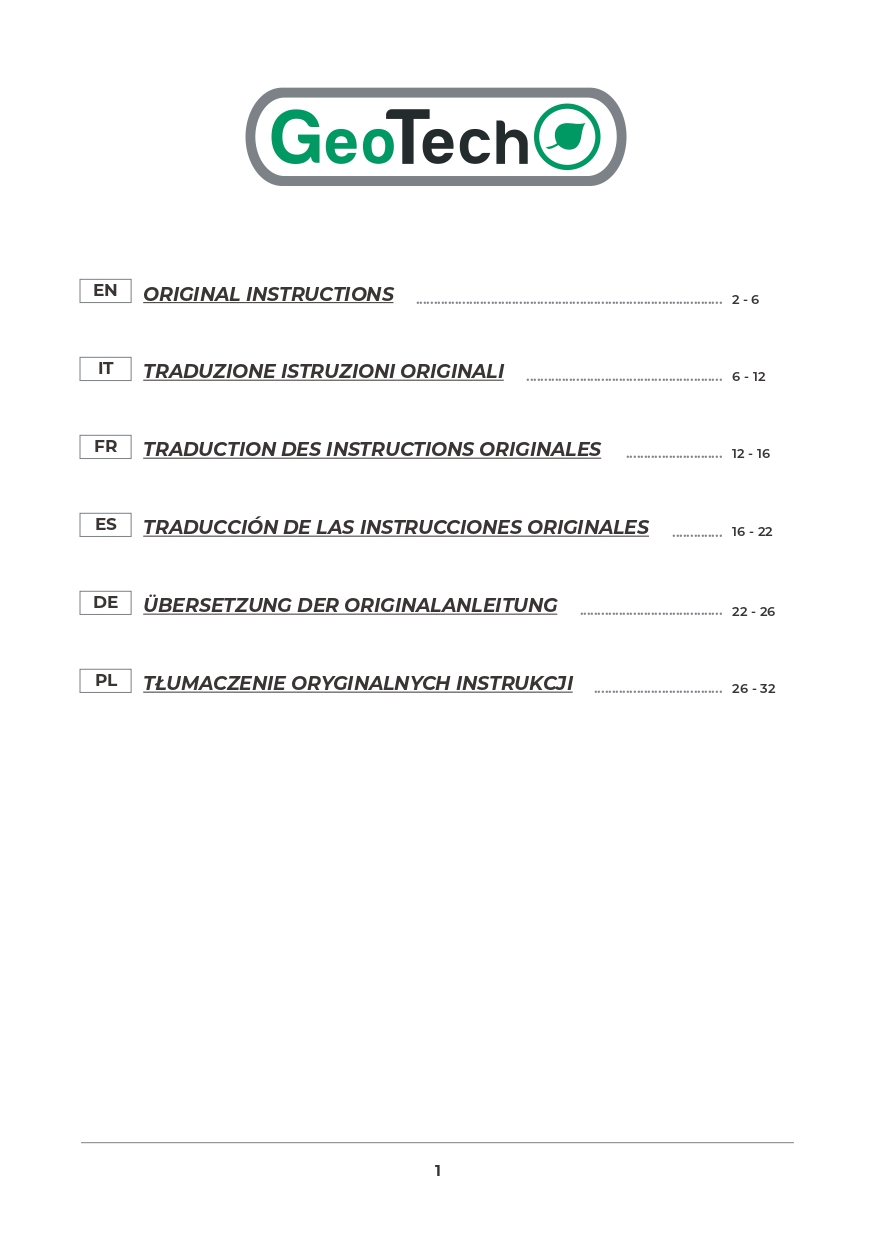 GeoTech
EN ORIGINAL INSTRUCTIONS ........................................ 2 - 6
IT TRADUZIONE ISTRUZIONI ORIGINALI ........................................ 6 - 12
FR TRADUCTION DES INSTRUCTIONS ORIGINALES ........................................ 12 - 16
ES TRADUCCIÓN DE LAS INSTRUCCIONES ORIGINALES .............. 16 - 22
DE ÜBERSETZUNG DER ORIGINALANLEITUNG ........................................ 22 - 26
PL TŁUMACZENIE ORYGINALNYCH INSTRUKCJI ........................................ 26 - 32
1